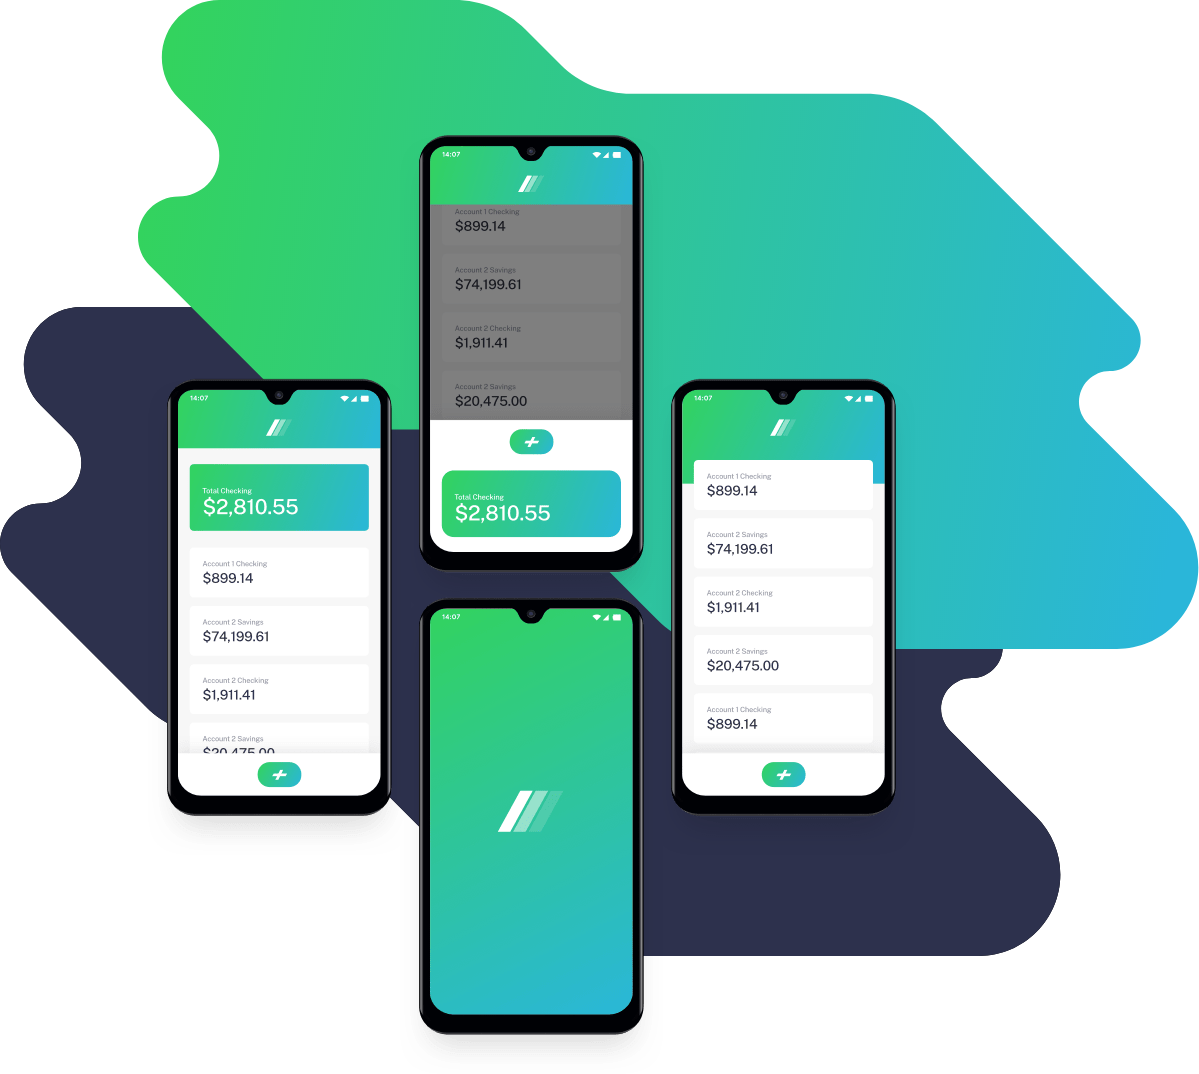 14:07
Account 1 Checking
$899.14
Account 2 Savings
$74,199.61
Account 2 Checking
$1,911.41
Account 2 Savings
$20,475.00
Total Checking
$2,810.55
14:07
Total Checking
$2,810.55
Account 1 Checking
$899.14
Account 2 Savings
$74,199.61
Account 2 Checking
$1,911.41
Account 2 Savings
$20,475.00
14:07
Account 1 Checking
$899.14
Account 2 Savings
$74,199.61
Account 2 Checking
$1,911.41
Account 2 Savings
$20,475.00
Account 1 Checking
$899.14
14:07